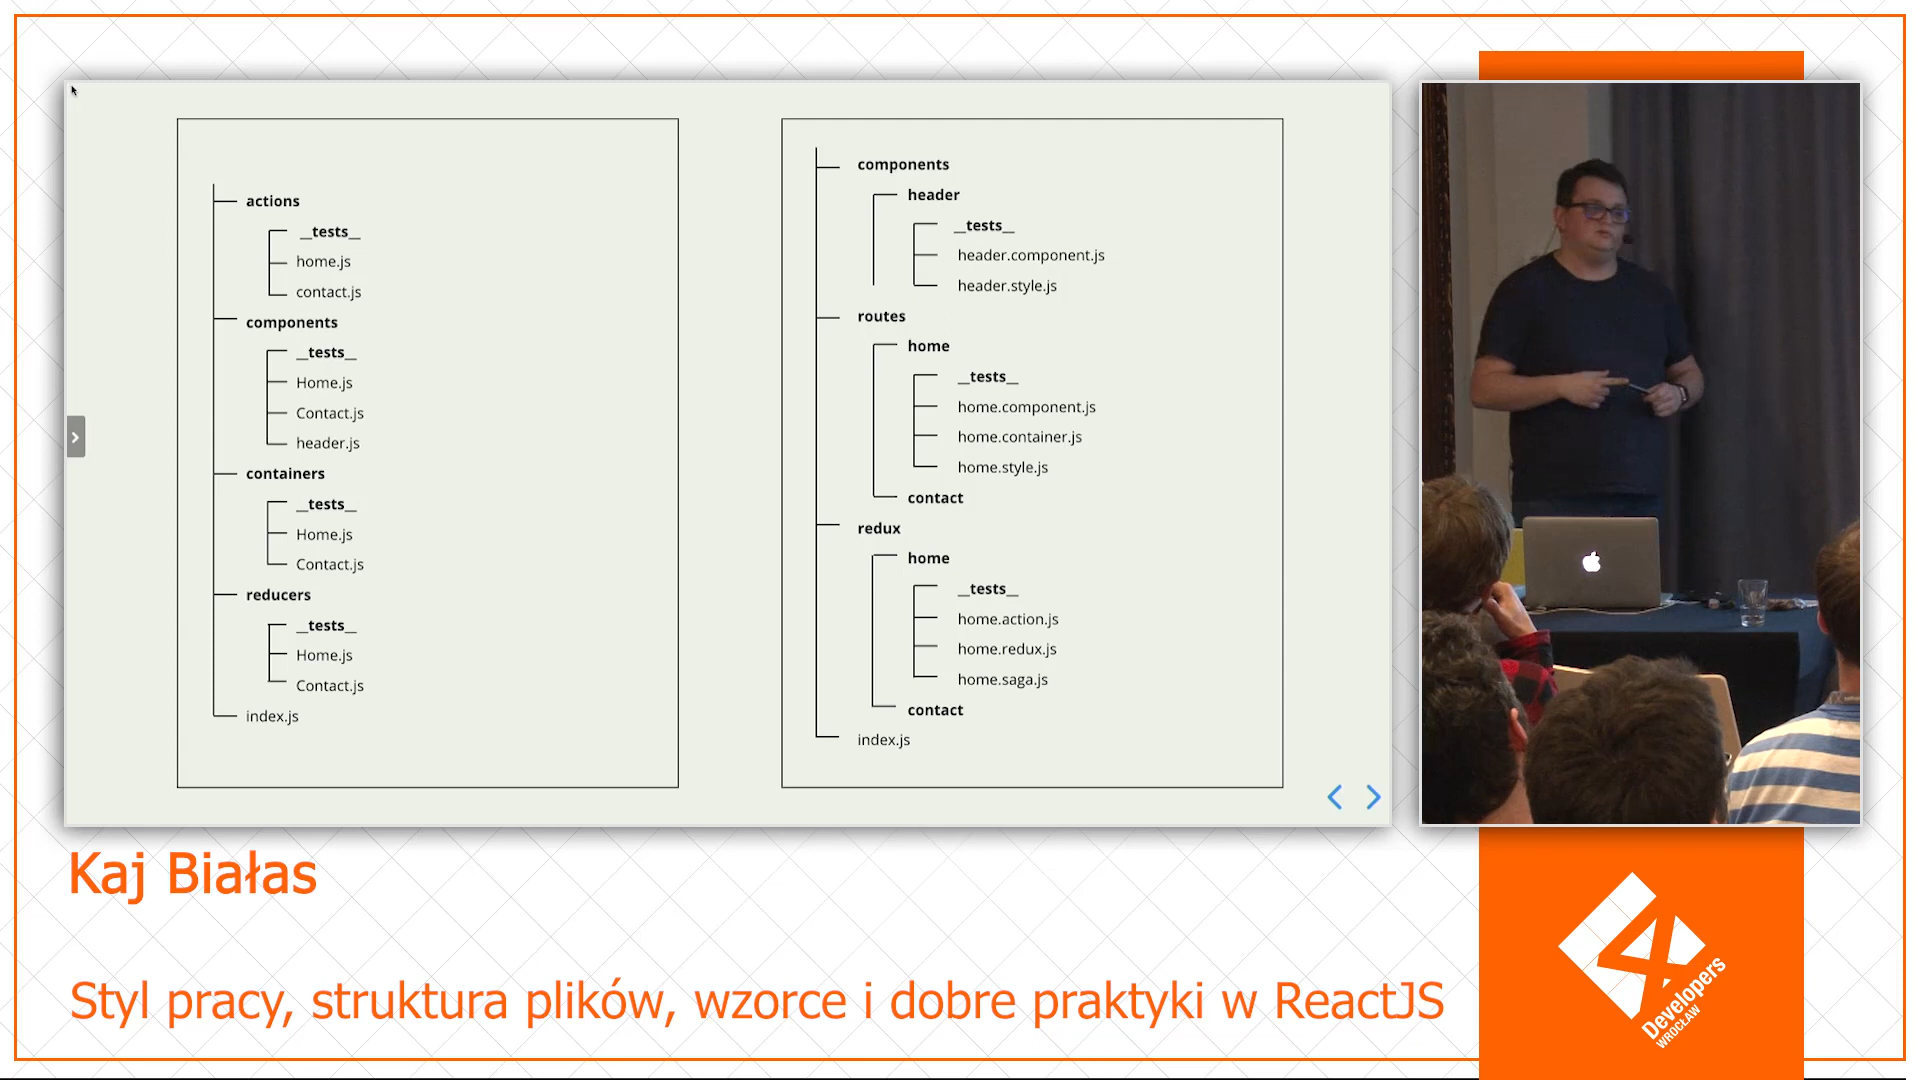 actions
__tests__
home.js
contact.js
components
__tests__
Home.js
Contact.js
header.js
containers
__tests__
Home.js
Contact.js
reducers
__tests__
Home.js
Contact.js
index.js
components
header
__tests__
header.component.js
header.style.js
routes
home
__tests__
home.component.js
home.container.js
home.style.js
contact
redux
home
__tests__
home.action.js
home.redux.js
home.saga.js
contact
index.js
Kaj Białas
Styl pracy, struktura plików, wzorce i dobre praktyki w ReactJS
4
Developers
WROCŁAW